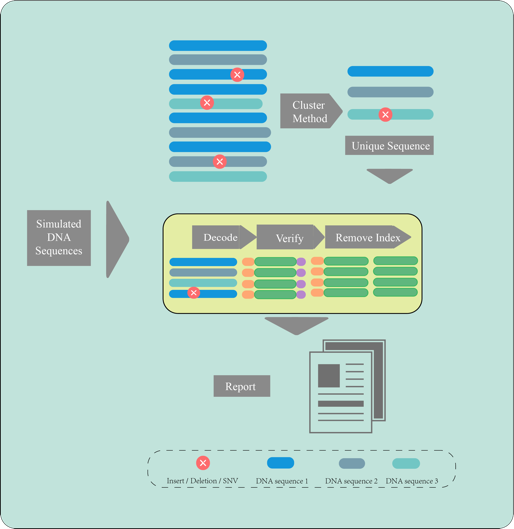 Cluster
Method
Unique Sequence
Simulated
DNA
Sequences
Decode
Verify
Remove Index
Report
Insert / Deletion / SNV
DNA sequence 1
DNA sequence 2
DNA sequence 3